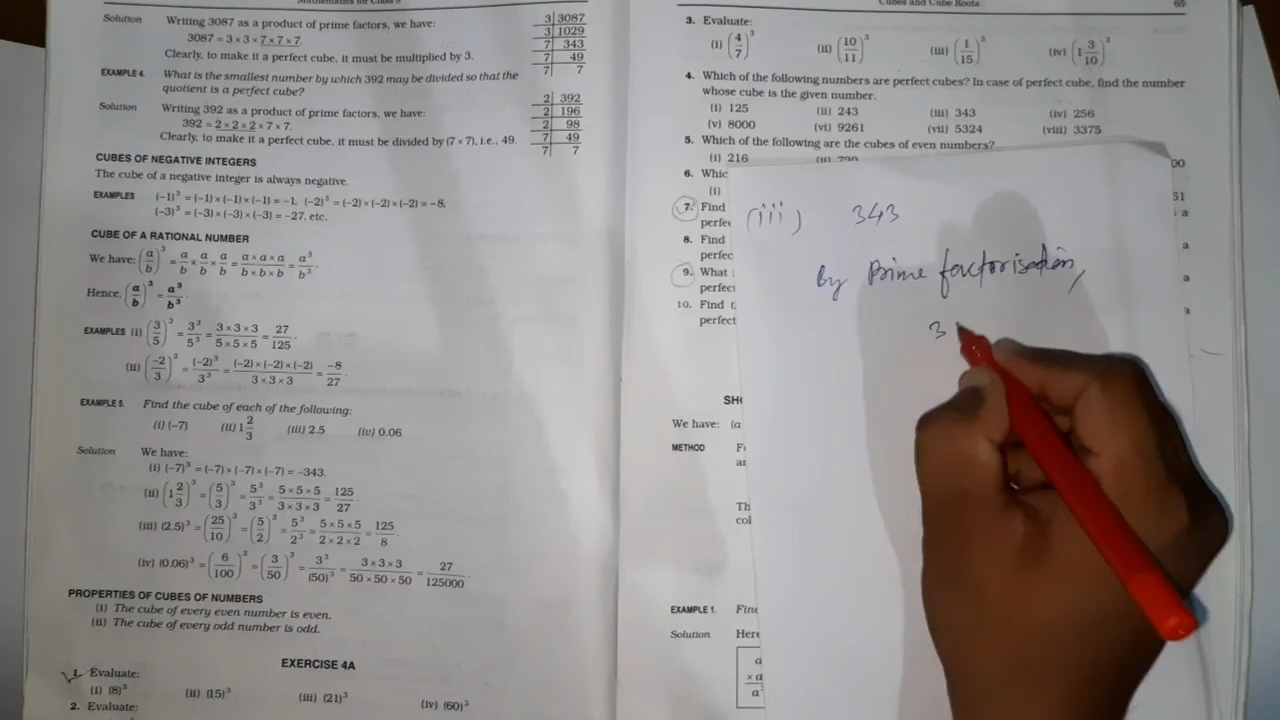 Mathematics for Class 8
Solution Writing 3087 as a product of prime factors, we have:
3087 = 3 × 3 × 7 × 7 × 7.
Clearly, to make it a perfect cube, it must be multiplied by 3.
3 3087
3 1029
7 343
7 49
7 7
EXAMPLE 4. What is the smallest number by which 392 may be divided so that the
quotient is a perfect cube?
Solution Writing 392 as a product of prime factors, we have:
392 = 2 × 2 × 2 × 7 × 7.
Clearly, to make it a perfect cube, it must be divided by (7 × 7), i.e., 49.
2 392
2 196
2 98
7 49
7 7
CUBES OF NEGATIVE INTEGERS
The cube of a negative integer is always negative.
EXAMPLES (−1)³ = (−1) × (−1) × (−1) = −1, (−2)³ = (−2) × (−2) × (−2) = −8,
(−3)³ = (−3) × (−3) × (−3) = −27, etc.
CUBE OF A RATIONAL NUMBER
We have: (a/b)³ = a/b × a/b × a/b = (a × a × a)/(b × b × b) = a³/b³.
Hence, (a/b)³ = a³/b³.
EXAMPLES (i) (3/5)³ = 3³/5³ = (3 × 3 × 3)/(5 × 5 × 5) = 27/125.
(ii) (−2/3)³ = (−2)³/3³ = ((−2) × (−2) × (−2))/(3 × 3 × 3) = −8/27.
EXAMPLE 5. Find the cube of each of the following:
(i) (−7) (ii) 1 2/3 (iii) 2.5 (iv) 0.06
Solution We have:
(i) (−7)³ = (−7) × (−7) × (−7) = −343.
(ii) (1 2/3)³ = (5/3)³ = 5³/3³ = (5 × 5 × 5)/(3 × 3 × 3) = 125/27.
(iii) (2.5)³ = (25/10)³ = (5/2)³ = 5³/2³ = (5 × 5 × 5)/(2 × 2 × 2) = 125/8.
(iv) (0.06)³ = (6/100)³ = (3/50)³ = 3³/(50)³ = (3 × 3 × 3)/(50 × 50 × 50) = 27/125000.
PROPERTIES OF CUBES OF NUMBERS
(i) The cube of every even number is even.
(ii) The cube of every odd number is odd.
EXERCISE 4A
1. Evaluate:
(i) (8)³ (ii) (15)³ (iii) (21)³ (iv) (60)³
2. Evaluate:
Cubes and Cube Roots 65
3. Evaluate:
(i) (4/7)³ (ii) (10/11)³ (iii) (1/15)³ (iv) (1 3/10)³
4. Which of the following numbers are perfect cubes? In case of perfect cube, find the number
whose cube is the given number.
(i) 125 (ii) 243 (iii) 343 (iv) 256
(v) 8000 (vi) 9261 (vii) 5324 (viii) 3375
5. Which of the following are the cubes of even numbers?
(i) 216 (ii) 729
00
6.
(i)
51
7. Find
a
8. Find
a
9. What
a
10. Find
perfect
(iii) 343
By Prime factorisation,
3
We have: (a
METHOD
EXAMPLE 1.
Solution Here
a
× a